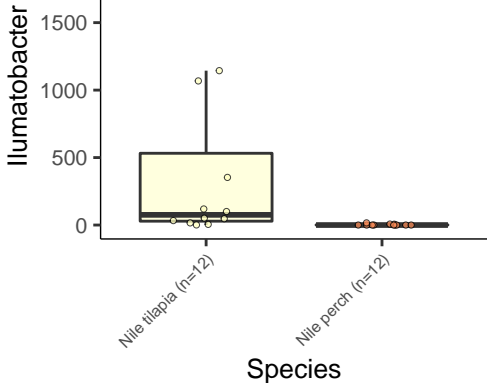 Ilumatobacter
1500
1000
500
0
Nile tilapia (n=12)
Nile perch (n=12)
Species